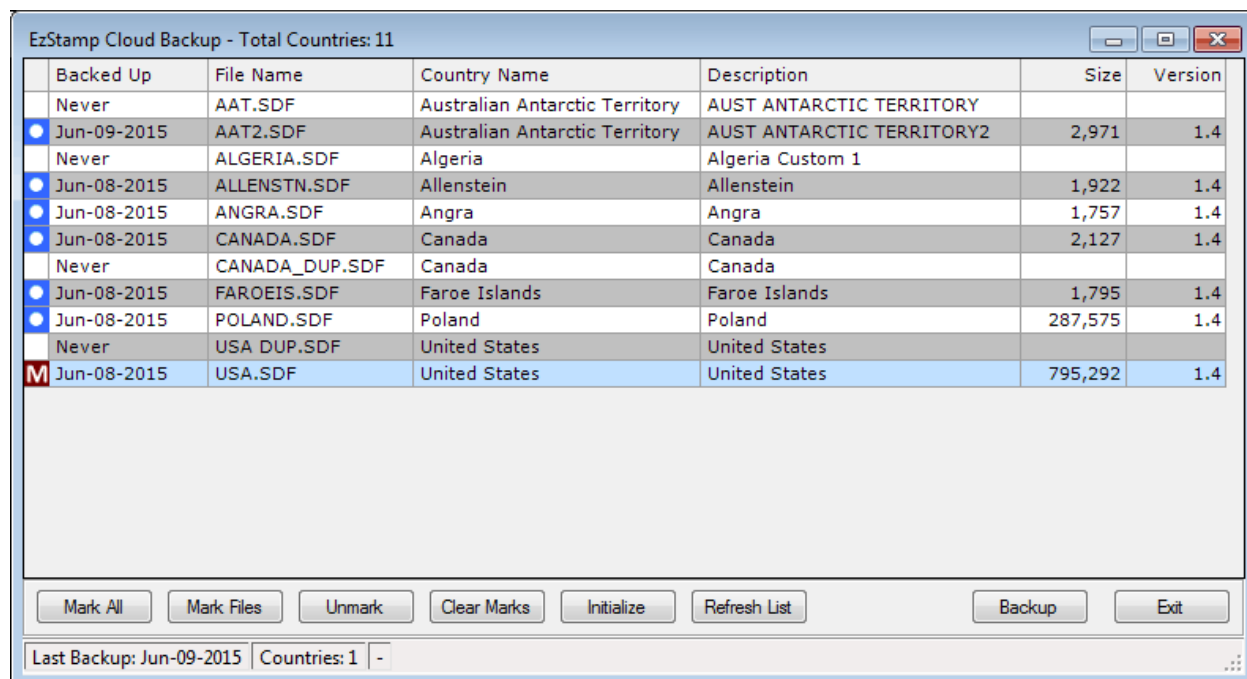 EzStamp Cloud Backup - Total Countries: 11
Backed Up File Name Country Name Description Size Version
Never AAT.SDF Australian Antarctic Territory AUST ANTARCTIC TERRITORY
Jun-09-2015 AAT2.SDF Australian Antarctic Territory AUST ANTARCTIC TERRITORY2 2,971 1.4
Never ALGERIA.SDF Algeria Algeria Custom 1
Jun-08-2015 ALLENSTN.SDF Allenstein Allenstein 1,922 1.4
Jun-08-2015 ANGRA.SDF Angra Angra 1,757 1.4
Jun-08-2015 CANADA.SDF Canada Canada 2,127 1.4
Never CANADA_DUP.SDF Canada Canada
Jun-08-2015 FAROEIS.SDF Faroe Islands Faroe Islands 1,795 1.4
Jun-08-2015 POLAND.SDF Poland Poland 287,575 1.4
Never USA DUP.SDF United States United States
M Jun-08-2015 USA.SDF United States United States 795,292 1.4
Mark All Mark Files Unmark Clear Marks Initialize Refresh List Backup Exit
Last Backup: Jun-09-2015 Countries: 1 -